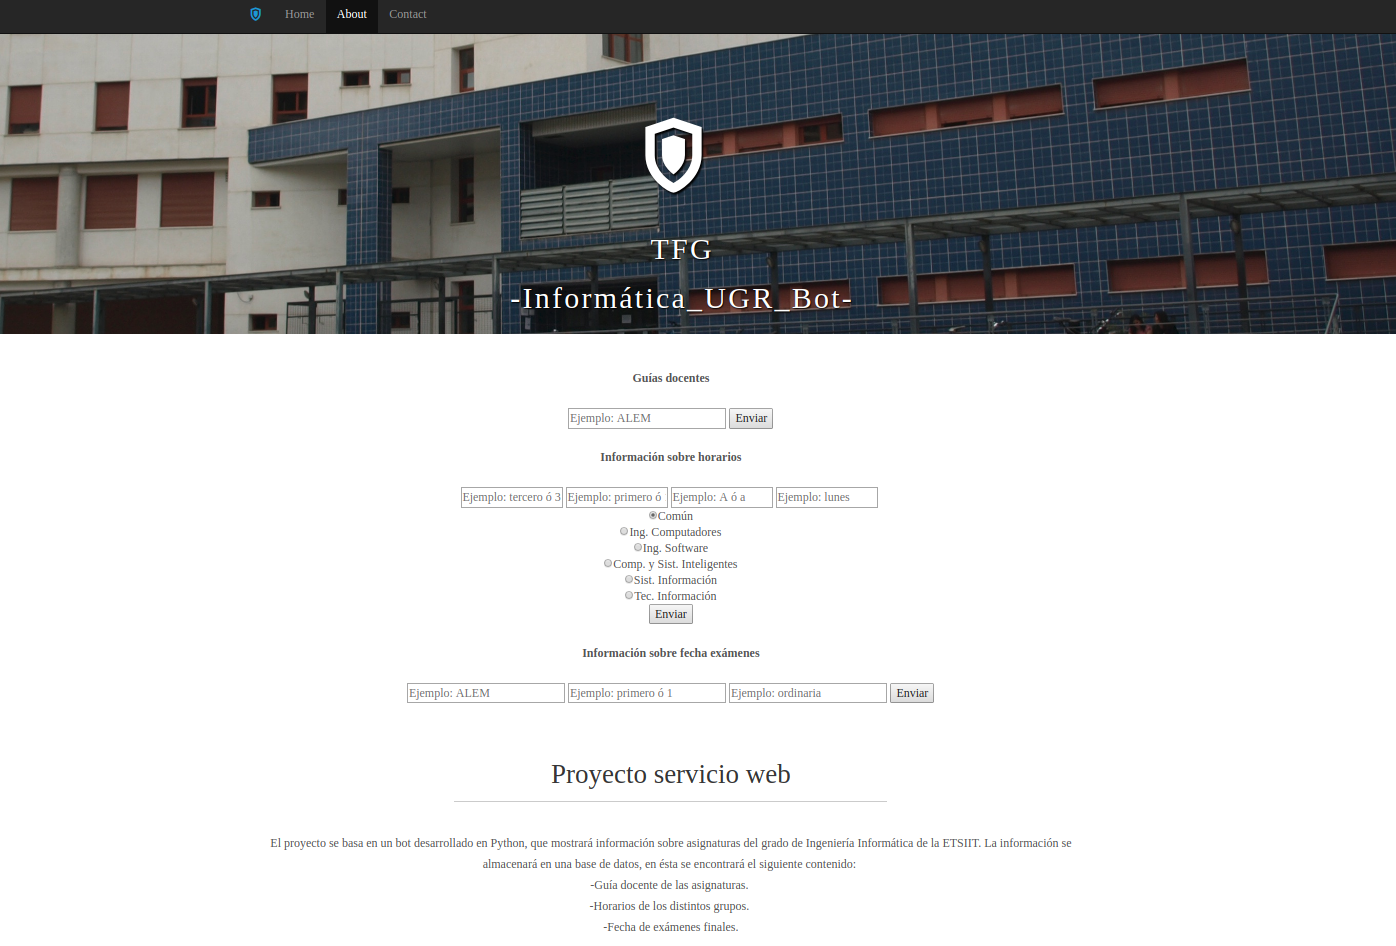 Home About Contact
TFG
-Informática_UGR_Bot-
Guías docentes
Ejemplo: ALEM Enviar
Información sobre horarios
Ejemplo: tercero ó 3 Ejemplo: primero ó Ejemplo: A ó a Ejemplo: lunes
Común
Ing. Computadores
Ing. Software
Comp. y Sist. Inteligentes
Sist. Información
Tec. Información
Enviar
Información sobre fecha exámenes
Ejemplo: ALEM Ejemplo: primero ó 1 Ejemplo: ordinaria Enviar
Proyecto servicio web
El proyecto se basa en un bot desarrollado en Python, que mostrará información sobre asignaturas del grado de Ingeniería Informática de la ETSIIT. La información se
almacenará en una base de datos, en ésta se encontrará el siguiente contenido:
-Guía docente de las asignaturas.
-Horarios de los distintos grupos.
-Fecha de exámenes finales.